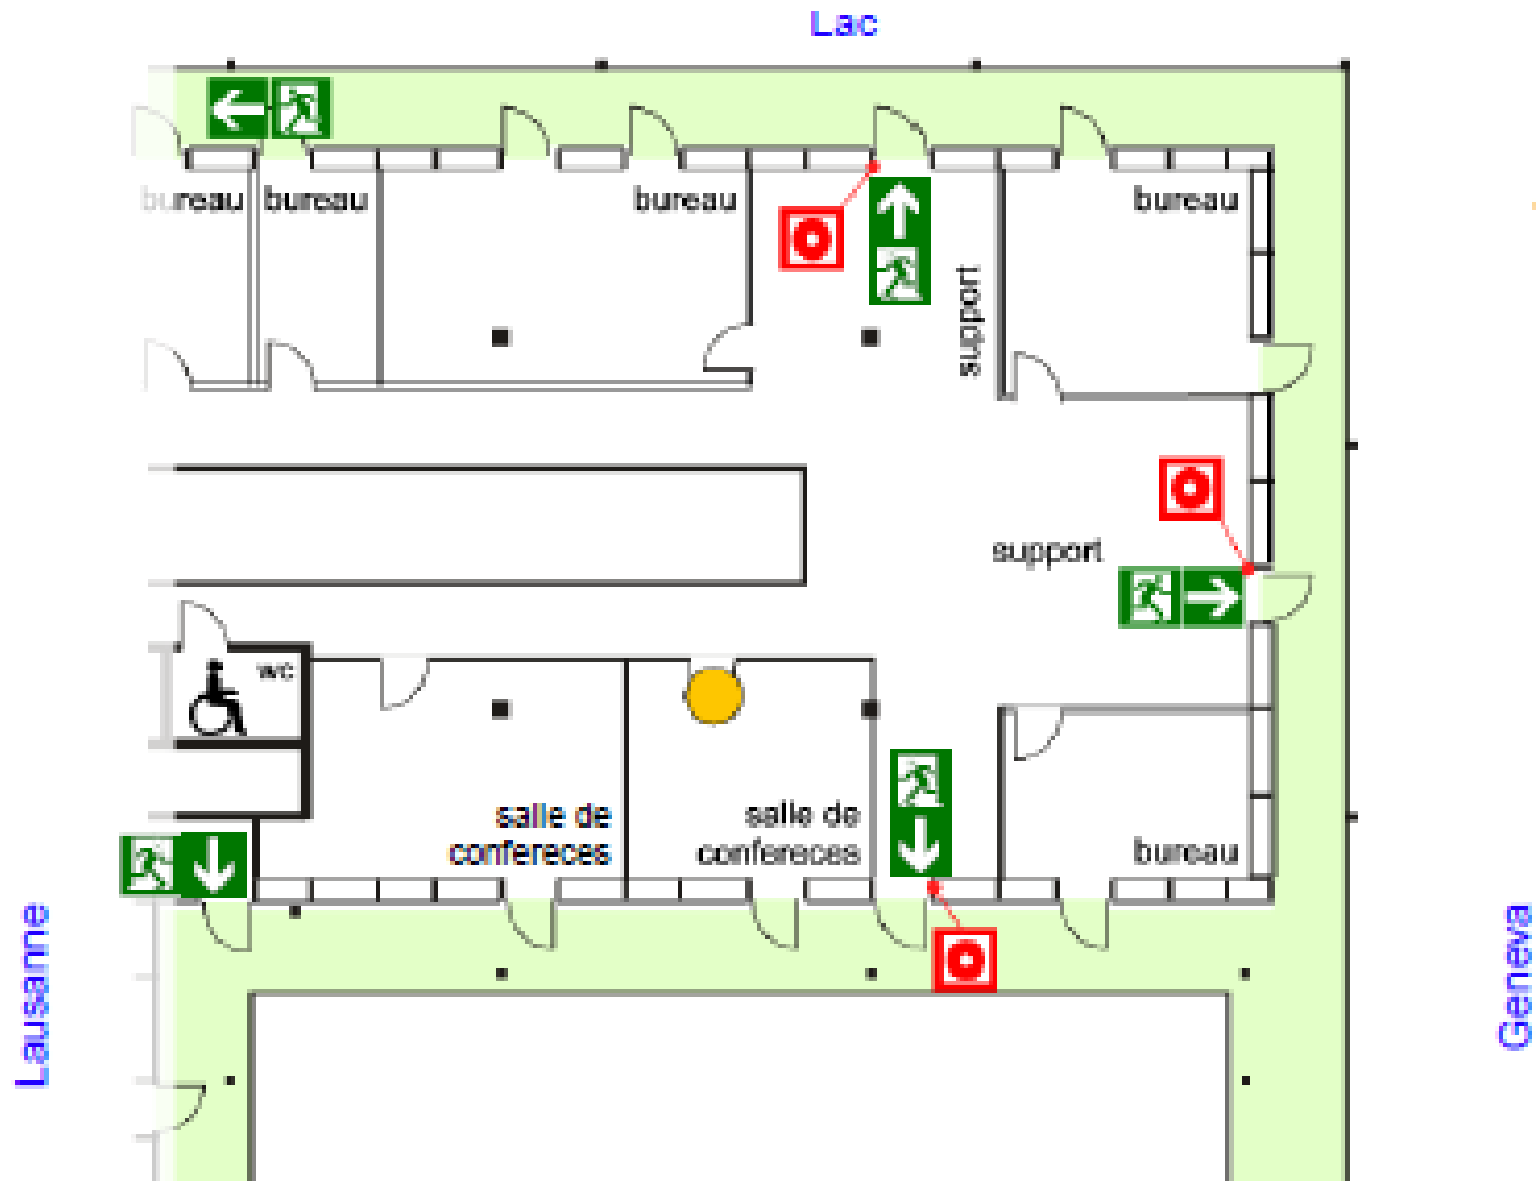 Lac
bureau
bureau
bureau
bureau
support
support
wc
salle de
confereces
salle de
confereces
bureau
Lausanne
Geneva